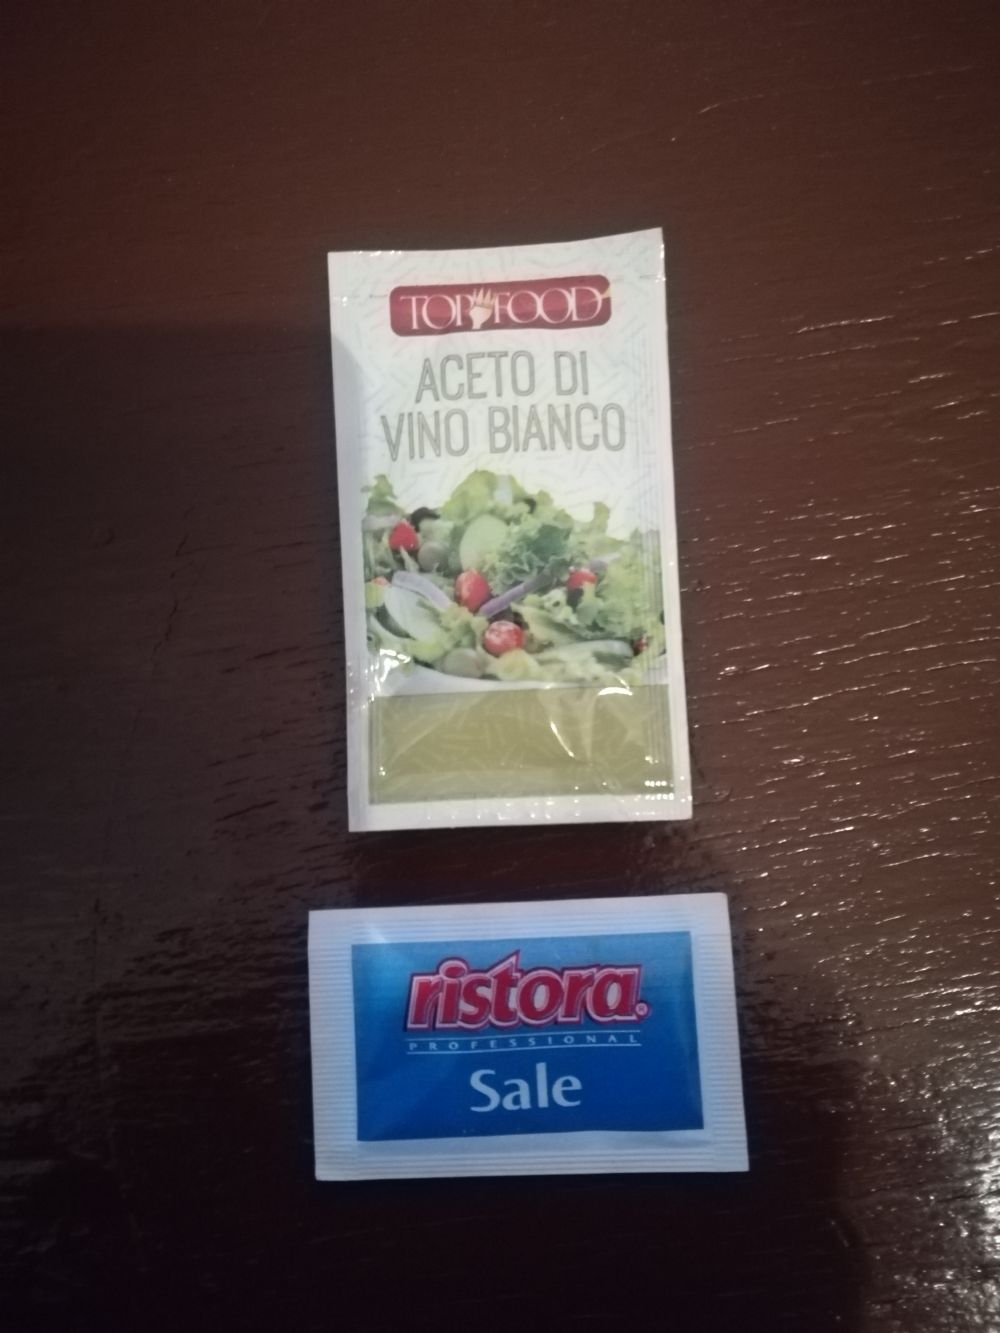 TOP FOOD
ACETO DI
VINO BIANCO
ristora®
PROFESSIONAL
Sale